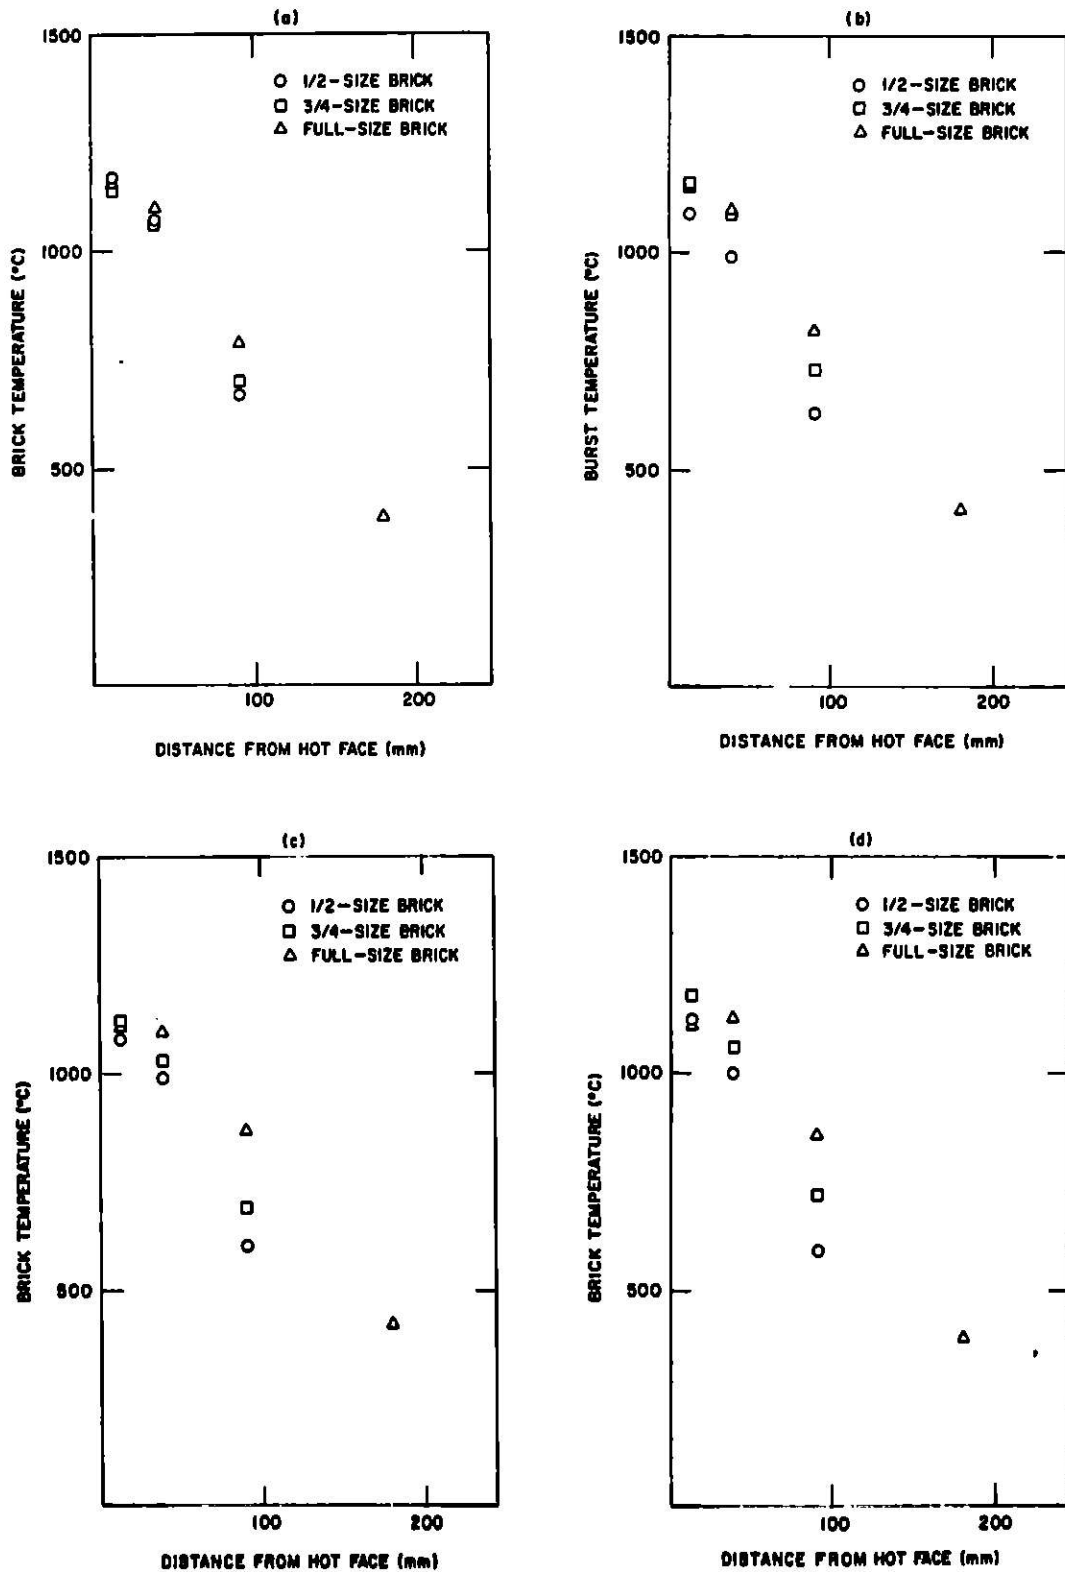 (a)
1500
O 1/2-SIZE BRICK
□ 3/4-SIZE BRICK
△ FULL-SIZE BRICK
1000
500
BRICK TEMPERATURE (°C)
100 200
DISTANCE FROM HOT FACE (mm)
(b)
1500
O 1/2-SIZE BRICK
□ 3/4-SIZE BRICK
△ FULL-SIZE BRICK
1000
500
BURST TEMPERATURE (°C)
100 200
DISTANCE FROM HOT FACE (mm)
(c)
1500
O 1/2-SIZE BRICK
□ 3/4-SIZE BRICK
△ FULL-SIZE BRICK
1000
500
BRICK TEMPERATURE (°C)
100 200
DISTANCE FROM HOT FACE (mm)
(d)
1500
O 1/2-SIZE BRICK
□ 3/4-SIZE BRICK
△ FULL-SIZE BRICK
1000
500
BRICK TEMPERATURE (°C)
100 200
DISTANCE FROM HOT FACE (mm)